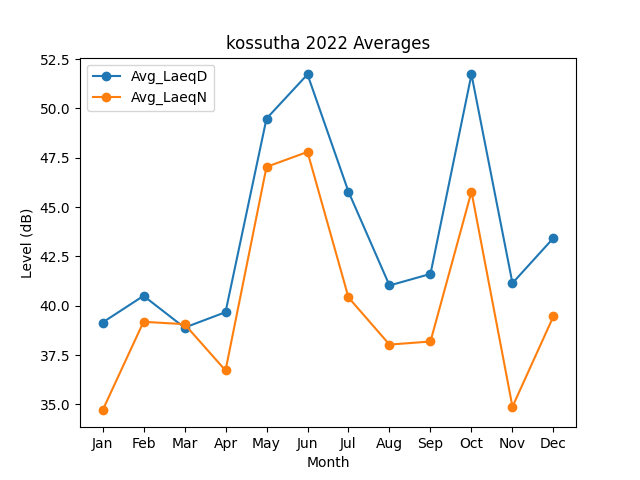 kossutha 2022 Averages
Avg_LaeqD
Avg_LaeqN
Level (dB)
52.5
50.0
47.5
45.0
42.5
40.0
37.5
35.0
Jan Feb Mar Apr May Jun Jul Aug Sep Oct Nov Dec
Month